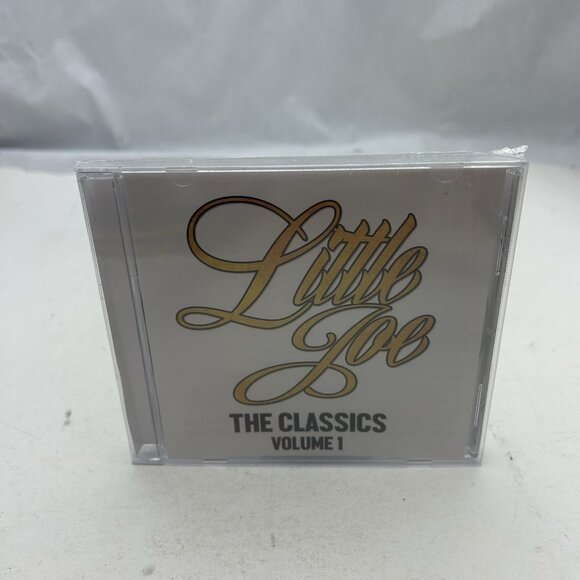 Little
Joe
THE CLASSICS
VOLUME 1